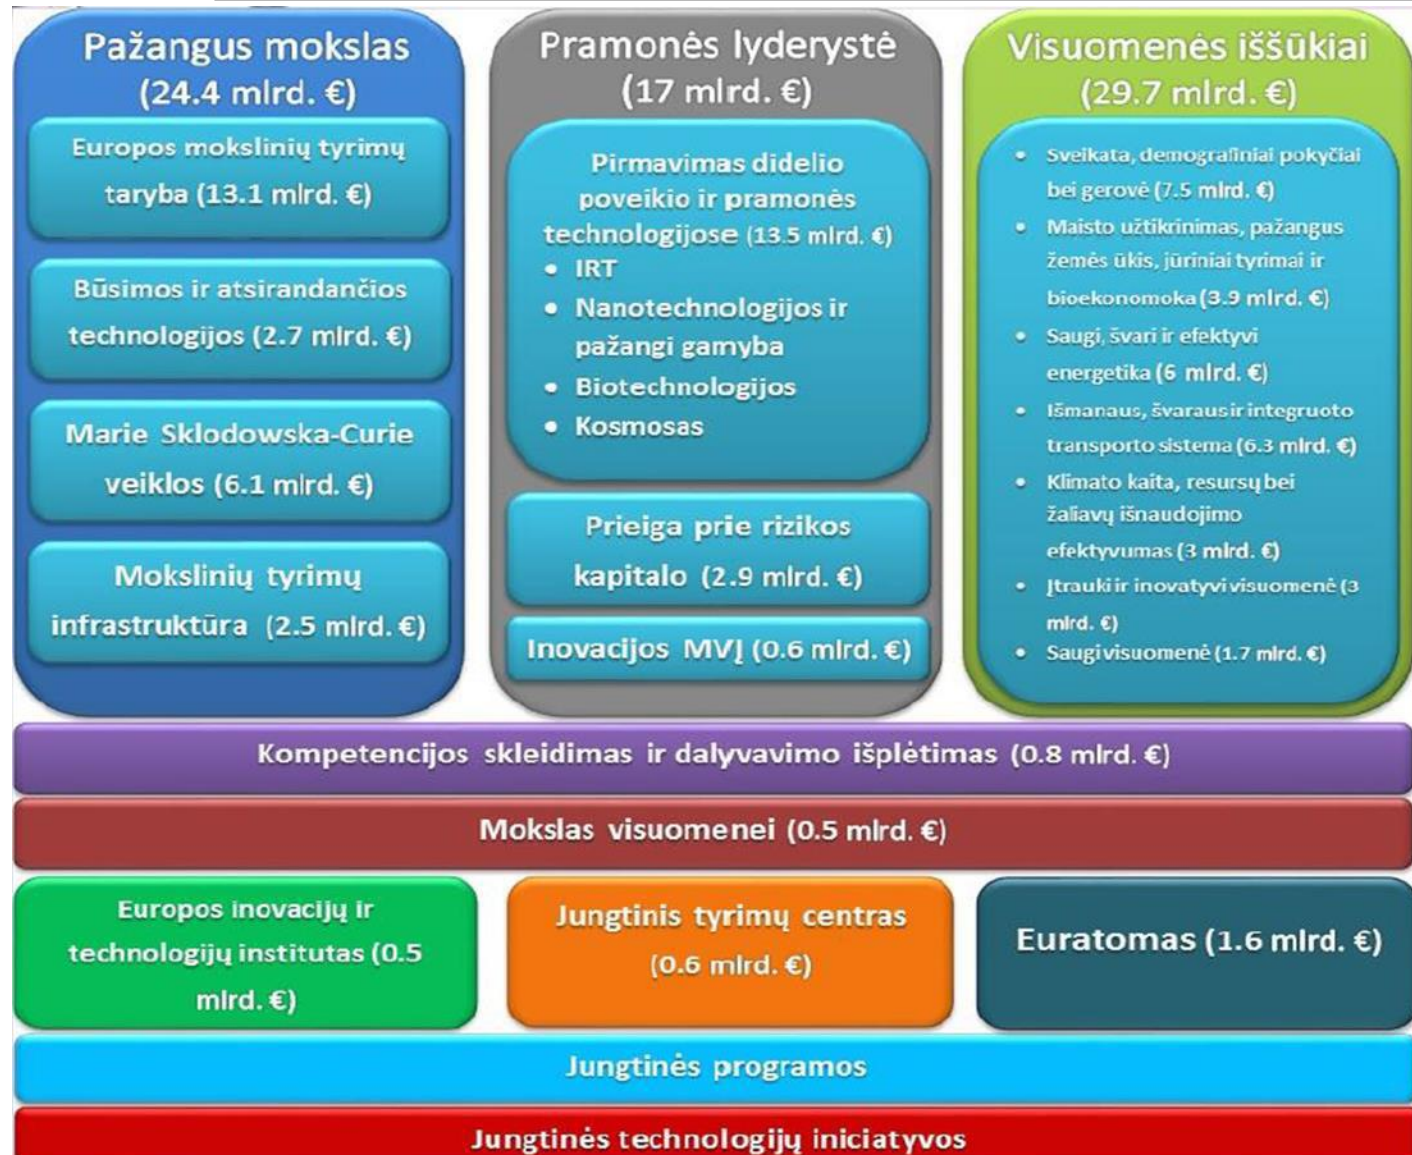 Pažangus mokslas
(24.4 mlrd. €)
Europos mokslinių tyrimų
taryba (13.1 mlrd. €)
Būsimos ir atsirandančios
technologijos (2.7 mlrd. €)
Marie Sklodowska-Curie
veiklos (6.1 mlrd. €)
Mokslinių tyrimų
infrastruktūra (2.5 mlrd. €)
Pramonės lyderystė
(17 mlrd. €)
Pirmavimas didelio
poveikio ir pramonės
technologijose (13.5 mlrd. €)
• IRT
• Nanotechnologijos ir
pažangi gamyba
• Biotechnologijos
• Kosmosas
Prieiga prie rizikos
kapitalo (2.9 mlrd. €)
Inovacijos MVĮ (0.6 mlrd. €)
Visuomenės iššūkiai
(29.7 mlrd. €)
• Sveikata, demografiniai pokyčiai
bei gerovė (7.5 mlrd. €)
• Maisto užtikrinimas, pažangus
žemės ūkis, jūriniai tyrimai ir
bioekonomoka (3.9 mlrd. €)
• Saugi, švari ir efektyvi
energetika (6 mlrd. €)
• Išmanaus, švaraus ir integruoto
transporto sistema (6.3 mlrd. €)
• Klimato kaita, resursų bei
žaliavų išnaudojimo
efektyvumas (3 mlrd. €)
• Įtrauki ir inovatyvi visuomenė (3
mlrd. €)
• Saugi visuomenė (1.7 mlrd. €)
Kompetencijos skleidimas ir dalyvavimo išplėtimas (0.8 mlrd. €)
Mokslas visuomenei (0.5 mlrd. €)
Europos inovacijų ir
technologijų institutas (0.5
mlrd. €)
Jungtinis tyrimų centras
(0.6 mlrd. €)
Euratomas (1.6 mlrd. €)
Jungtinės programos
Jungtinės technologijų iniciatyvos